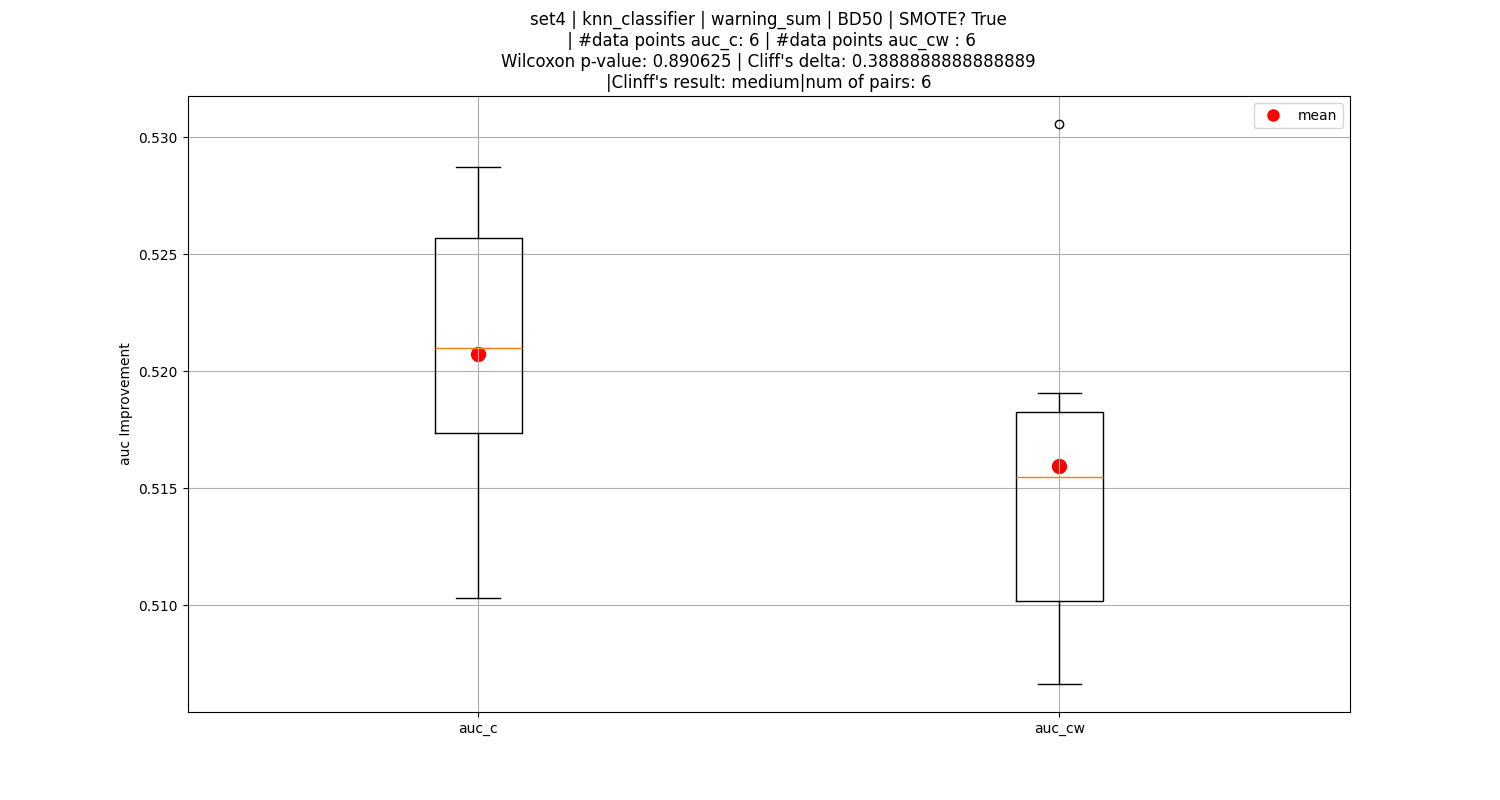 set4 | knn_classifier | warning_sum | BD50 | SMOTE? True
| #data points auc_c: 6 | #data points auc_cw : 6
Wilcoxon p-value: 0.890625 | Cliff's delta: 0.3888888888888889
|Clinff's result: medium|num of pairs: 6
mean
0.530
0.525
0.520
0.515
0.510
auc Improvement
auc_c
auc_cw